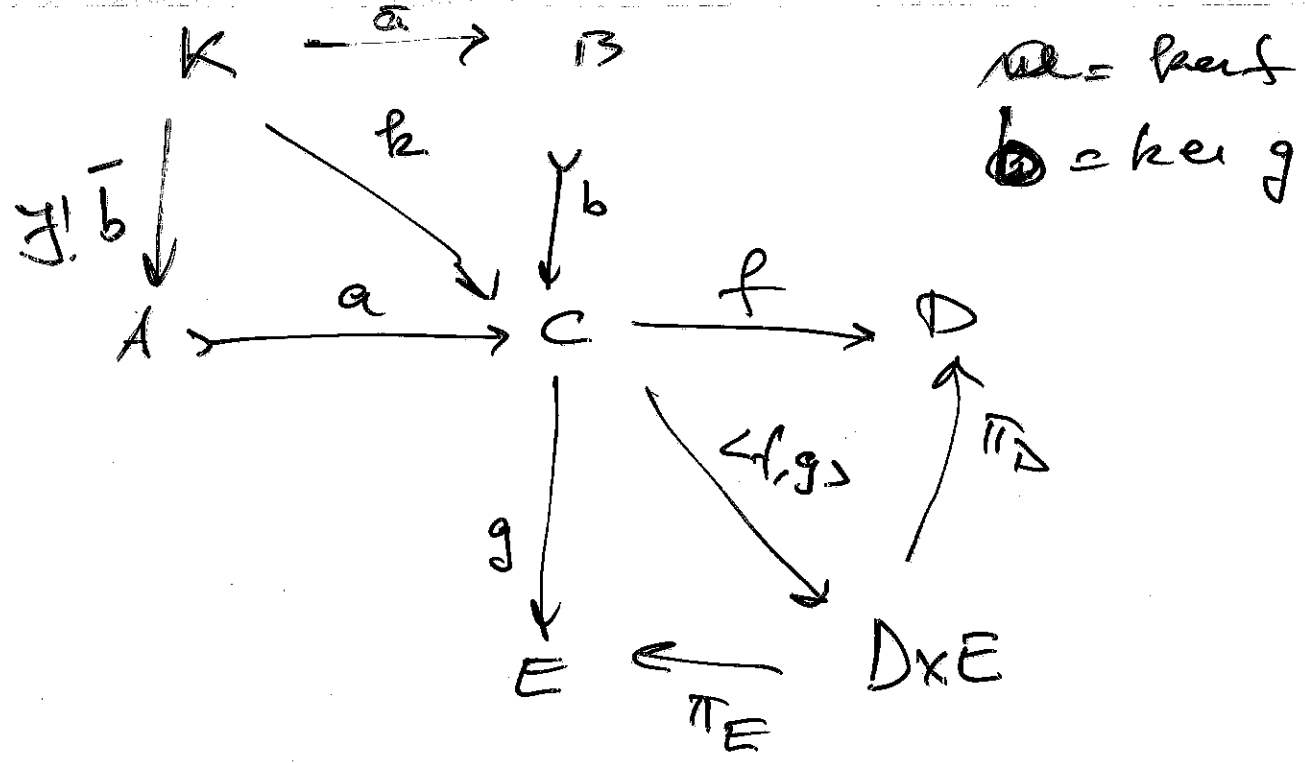 K ā B
k
∃! b̄ b
A a C f D
<f,g> π_D
g
E π_E D×E
a = ker f
b = ker g